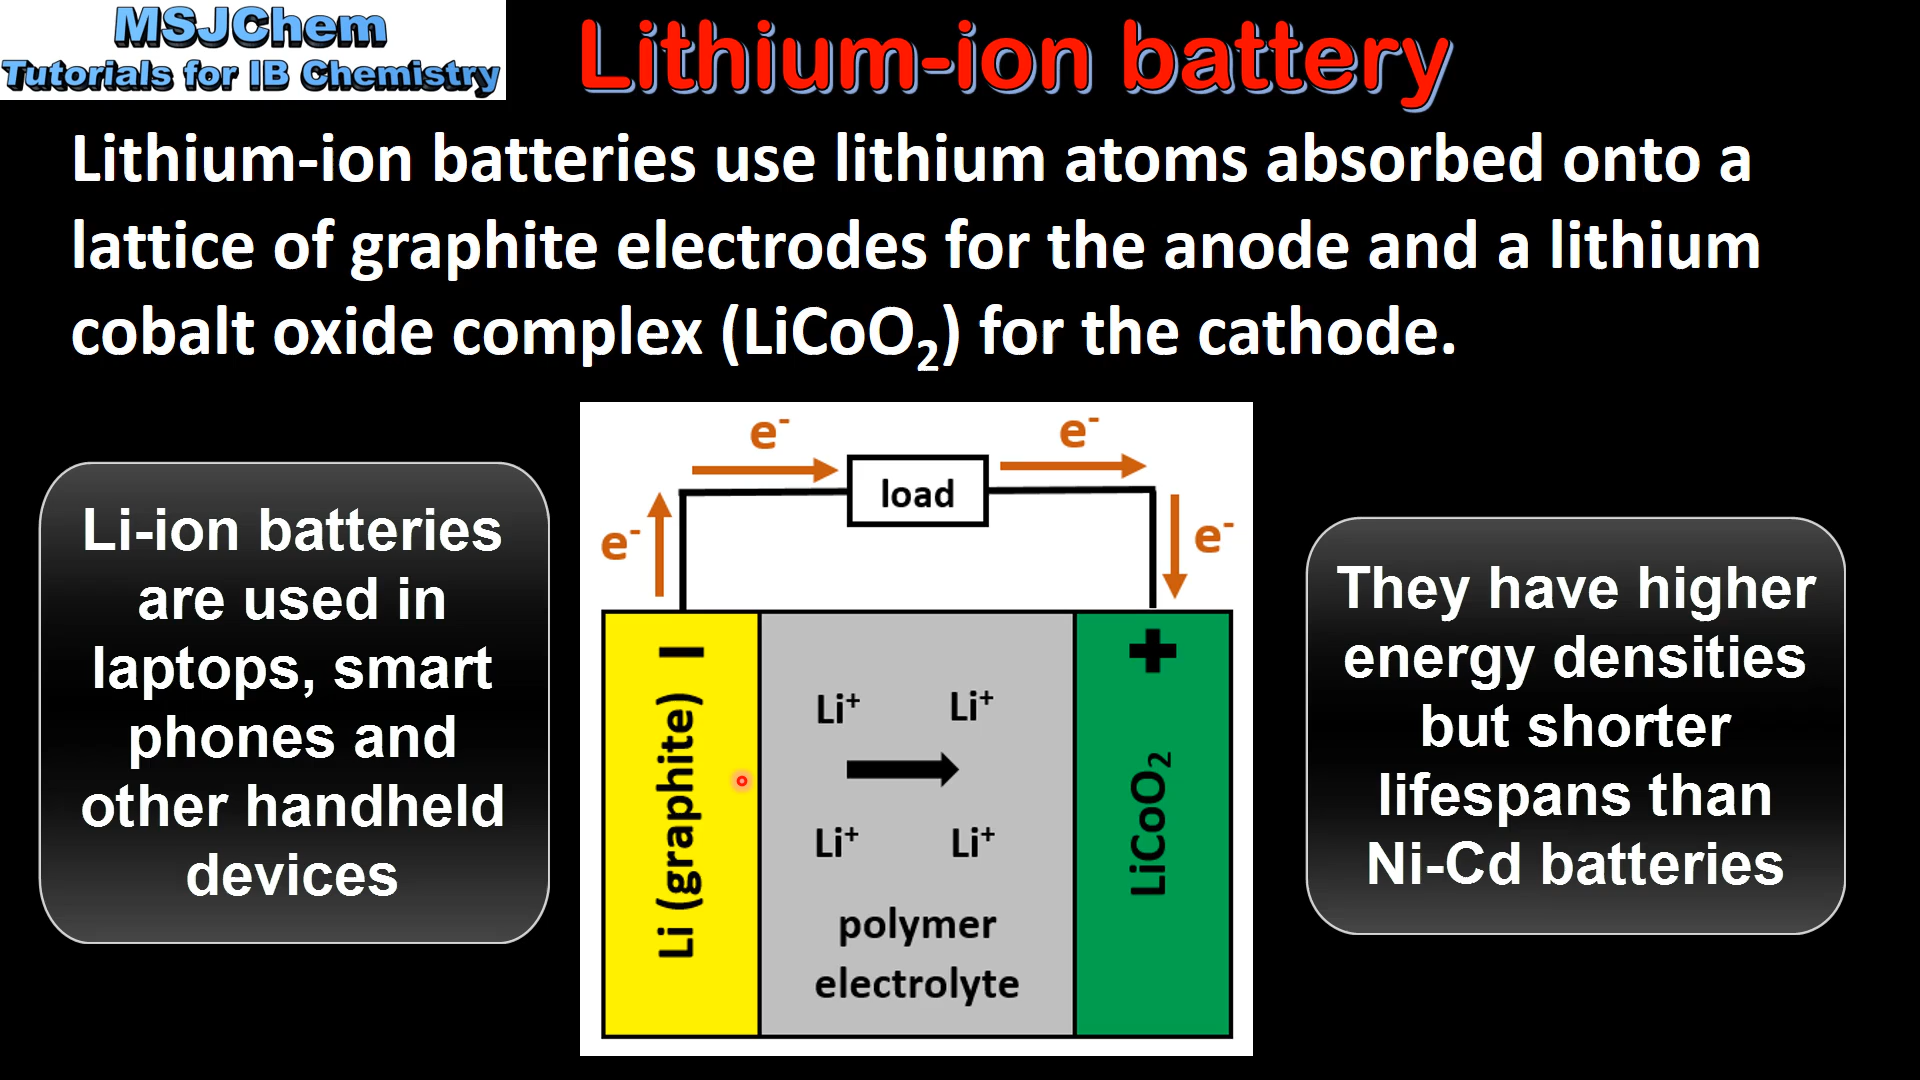 MSJChem
Tutorials for IB Chemistry
Lithium-ion battery
Lithium-ion batteries use lithium atoms absorbed onto a
lattice of graphite electrodes for the anode and a lithium
cobalt oxide complex (LiCoO₂) for the cathode.
Li-ion batteries
are used in
laptops, smart
phones and
other handheld
devices
e⁻
e⁻
load
e⁻
e⁻
Li (graphite) −
Li⁺
Li⁺
Li⁺
Li⁺
polymer
electrolyte
+
LiCoO₂
They have higher
energy densities
but shorter
lifespans than
Ni-Cd batteries